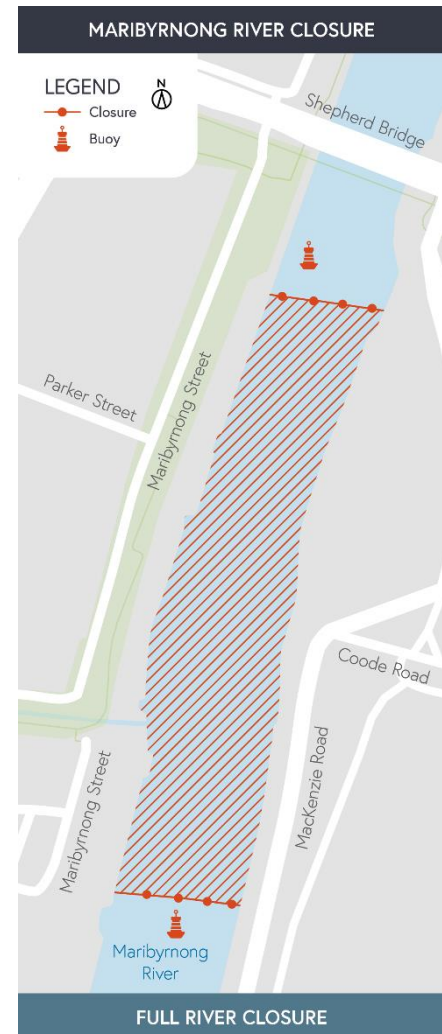 MARIBYRNONG RIVER CLOSURE
LEGEND
N
Closure
Buoy
Shepherd Bridge
Parker Street
Maribyrnong Street
Coode Road
MacKenzie Road
Maribyrnong Street
Maribyrnong
River
FULL RIVER CLOSURE